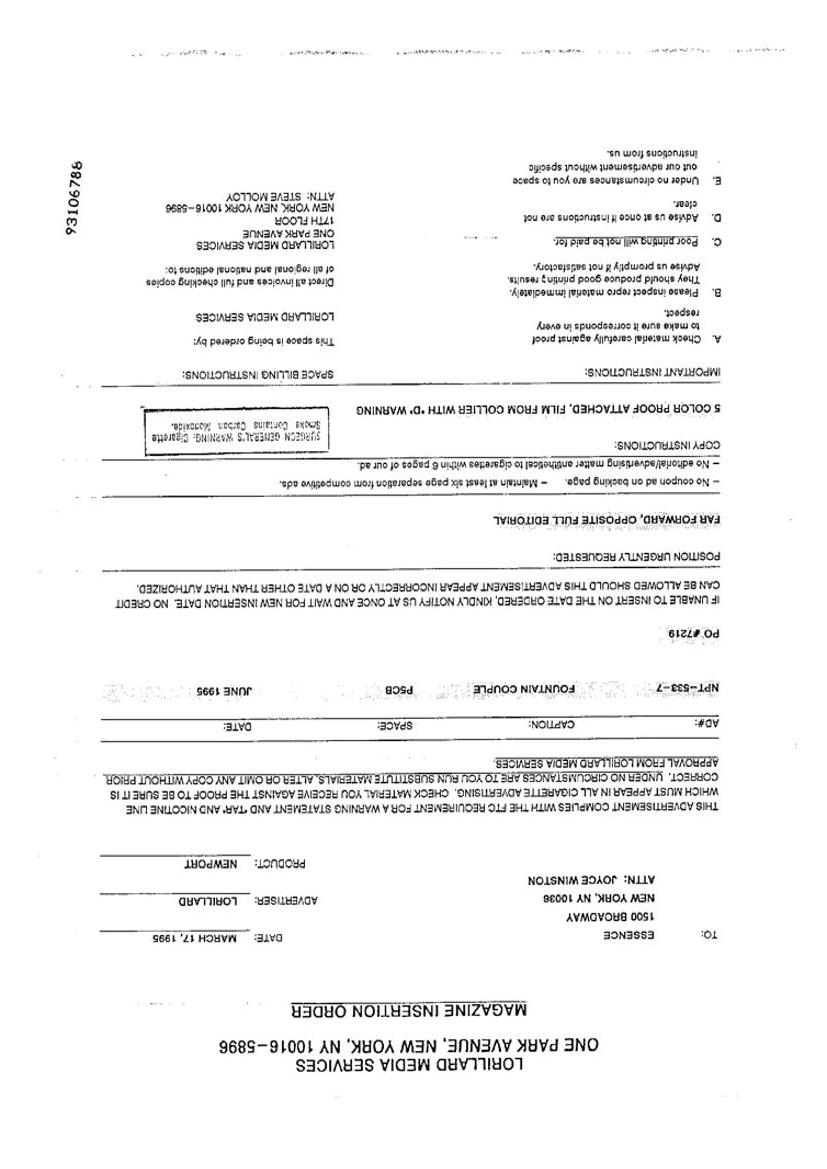 LORILLARD MEDIA SERVICES
ONE PARK AVENUE, NEW YORK, NY 10016-5896
MAGAZINE INSERTION ORDER
TO: ESSENCE
1500 BROADWAY
NEW YORK, NY 10036
ATTN: JOYCE WINSTON
DATE: MARCH 17, 1995
ADVERTISER: LORILLARD
PRODUCT: NEWPORT
THIS ADVERTISEMENT COMPLIES WITH THE FTC REQUIREMENT FOR A WARNING STATEMENT AND "TAR" AND NICOTINE LINE
WHICH MUST APPEAR IN ALL CIGARETTE ADVERTISING. CHECK MATERIAL YOU RECEIVE AGAINST THE PROOF TO BE SURE IT IS
CORRECT. UNDER NO CIRCUMSTANCES ARE TO YOU RUN SUBSTITUTE MATERIALS, ALTER OR OMIT ANY COPY WITHOUT PRIOR
APPROVAL FROM LORILLARD MEDIA SERVICES.
AD#: CAPTION: SPACE: DATE:
NPT-533-7 FOUNTAIN COUPLE P5CB JUNE 1995
PO #7219
IF UNABLE TO INSERT ON THE DATE ORDERED, KINDLY NOTIFY US AT ONCE AND WAIT FOR NEW INSERTION DATE. NO CREDIT
CAN BE ALLOWED SHOULD THIS ADVERTISEMENT APPEAR INCORRECTLY OR ON A DATE OTHER THAN THAT AUTHORIZED.
POSITION URGENTLY REQUESTED:
FAR FORWARD, OPPOSITE FULL EDITORIAL
- No coupon ad on backing page. - Maintain at least six page separation from competitive ads.
- No editorial/advertising matter antithetical to cigarettes within 6 pages of our ad.
COPY INSTRUCTIONS:
5 COLOR PROOF ATTACHED, FILM FROM COLLIER WITH "D" WARNING
SURGEON GENERAL'S WARNING: Cigarette
Smoke Contains Carbon Monoxide.
IMPORTANT INSTRUCTIONS:
A. Check material carefully against proof
to make sure it corresponds in every
respect.
B. Please inspect repro material immediately.
They should produce good printing results.
Advise us promptly if not satisfactory.
C. Poor printing will not be paid for.
D. Advise us at once if instructions are not
clear.
E. Under no circumstances are you to space
out our advertisement without specific
instructions from us.
SPACE BILLING INSTRUCTIONS:
This space is being ordered by:
LORILLARD MEDIA SERVICES
Direct all invoices and full checking copies
of all regional and national editions to:
LORILLARD MEDIA SERVICES
ONE PARK AVENUE
17TH FLOOR
NEW YORK, NEW YORK 10016-5896
ATTN: STEVE MOLLOY
93106788